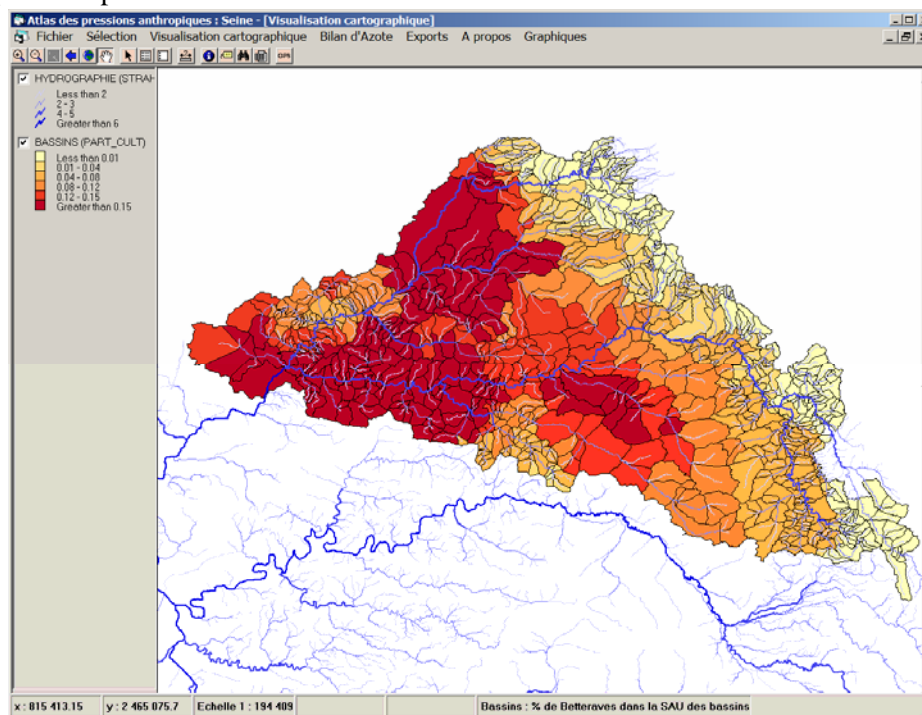 Atlas des pressions anthropiques : Seine - [Visualisation cartographique]
Fichier Sélection Visualisation cartographique Bilan d'Azote Exports A propos Graphiques
HYDROGRAPHIE (STRAH
Less than 2
2 - 3
4 - 5
Greater than 6
BASSINS (PART_CULT)
Less than 0.01
0.01 - 0.04
0.04 - 0.08
0.08 - 0.12
0.12 - 0.15
Greater than 0.15
x : 815 413.15 y : 2 465 075.7 Echelle 1 : 194 409 Bassins : % de Betteraves dans la SAU des bassins